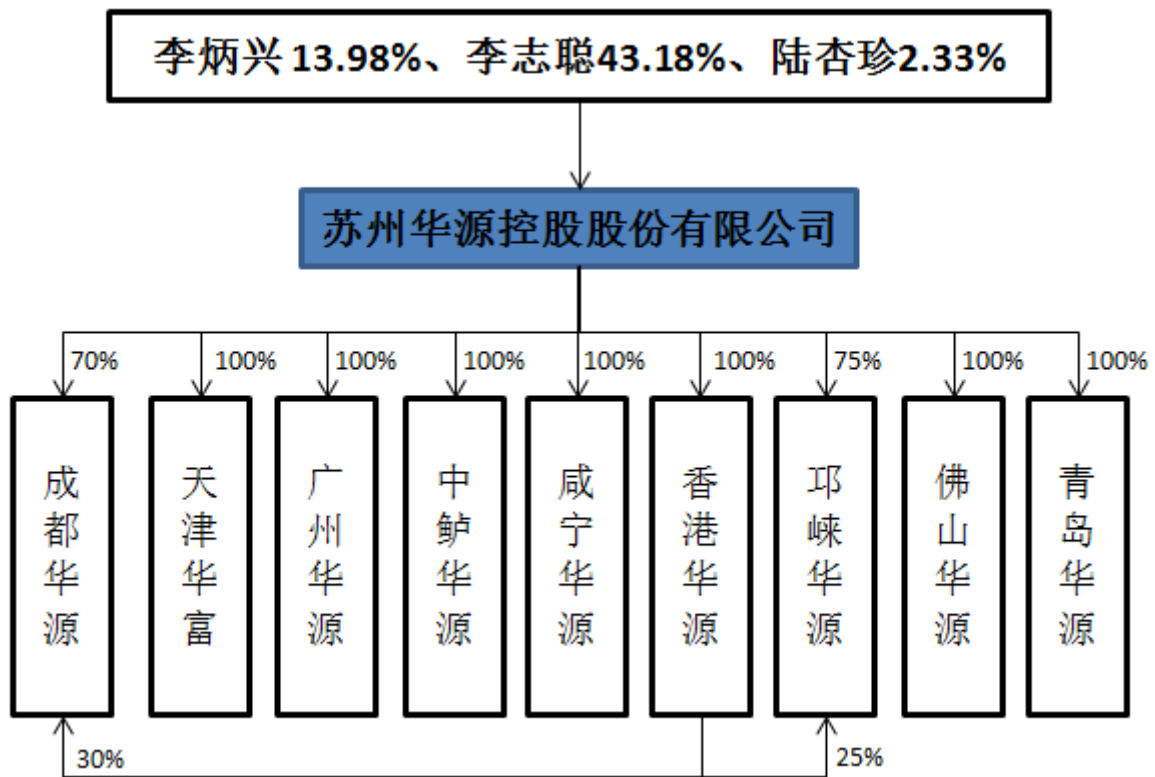 李炳兴13.98%、李志聪43.18%、陆杏珍2.33%
苏州华源控股股份有限公司
70%
100%
100%
100%
100%
100%
75%
100%
100%
成都华源
天津华富
广州华源
中鲈华源
咸宁华源
香港华源
邛崃华源
佛山华源
青岛华源
30%
25%